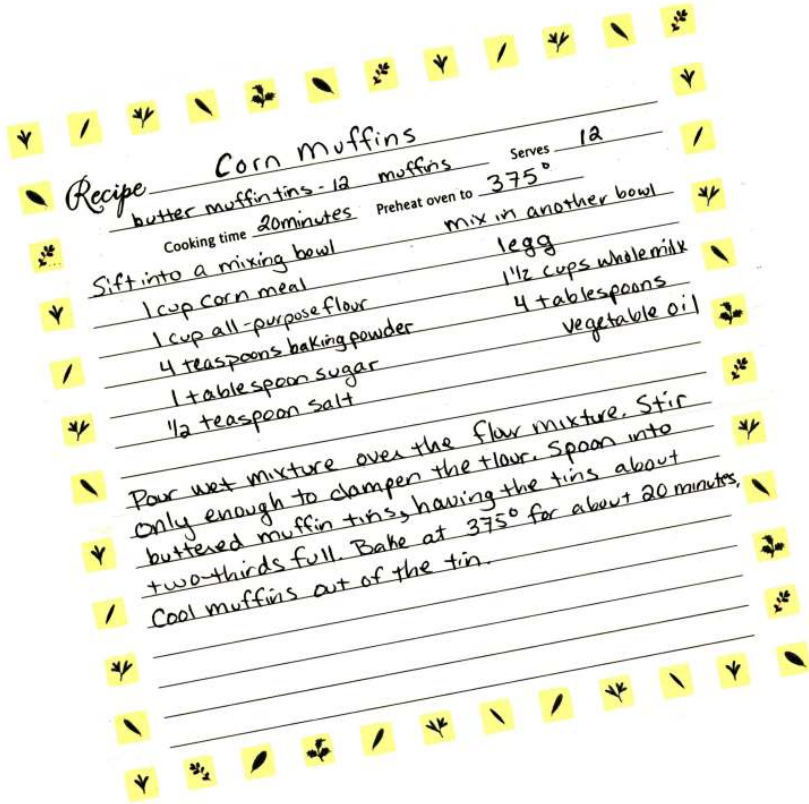 Recipe Corn Muffins
butter muffin tins - 12 muffins Serves 12
Cooking time 20minutes Preheat oven to 375°
Sift into a mixing bowl mix in another bowl
1 cup corn meal 1egg
1 cup all-purpose flour 1 1/2 cups whole milk
4 teaspoons baking powder 4 tablespoons
1 tablespoon sugar vegetable oil
1/2 teaspoon salt
Pour wet mixture over the flour mixture. Stir
only enough to dampen the flour. Spoon into
buttered muffin tins, having the tins about
two-thirds full. Bake at 375° for about 20 minutes.
Cool muffins out of the tin.